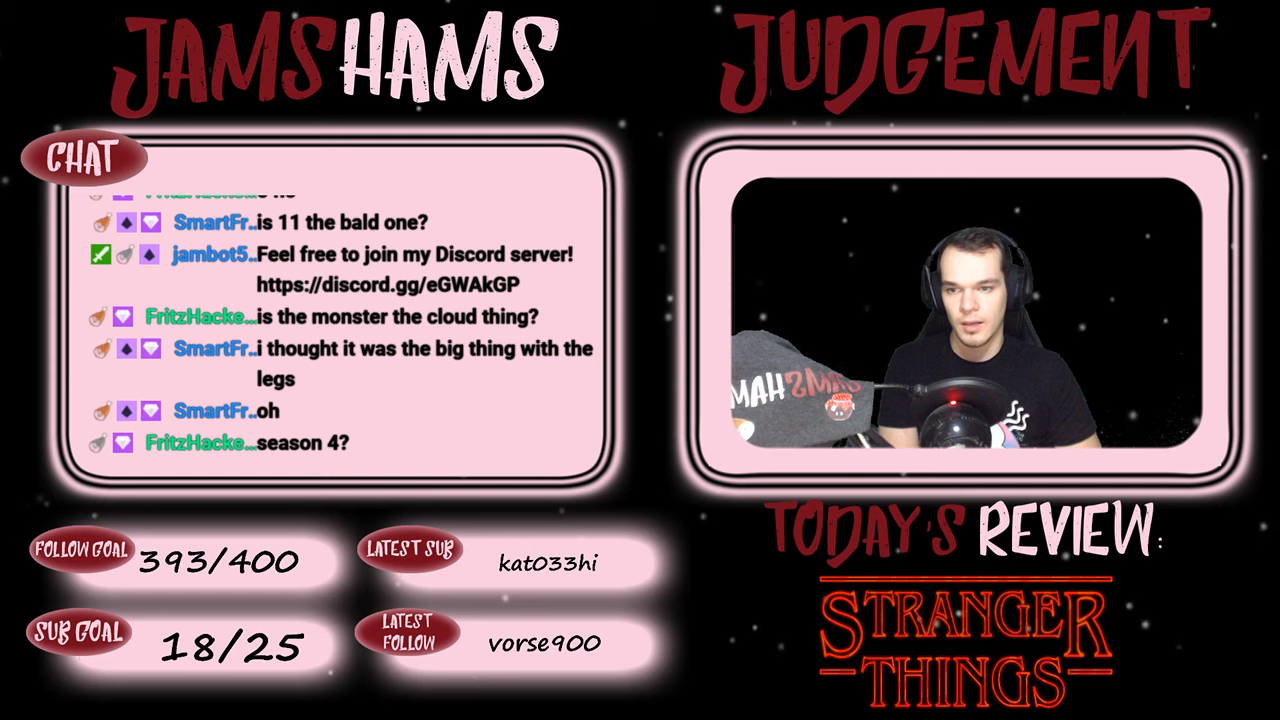 JAMSHAMS
JUDGEMENT
CHAT
SmartFr..is 11 the bald one?
jambot5..Feel free to join my Discord server!
https://discord.gg/eGWAkGP
FritzHacke...is the monster the cloud thing?
SmartFr..i thought it was the big thing with the
legs
SmartFr..oh
FritzHacke...season 4?
FOLLOW GOAL 393/400
LATEST SUB kat033hi
SUB GOAL 18/25
LATEST
FOLLOW
vorse900
TODAY'S REVIEW:
STRANGER
THINGS